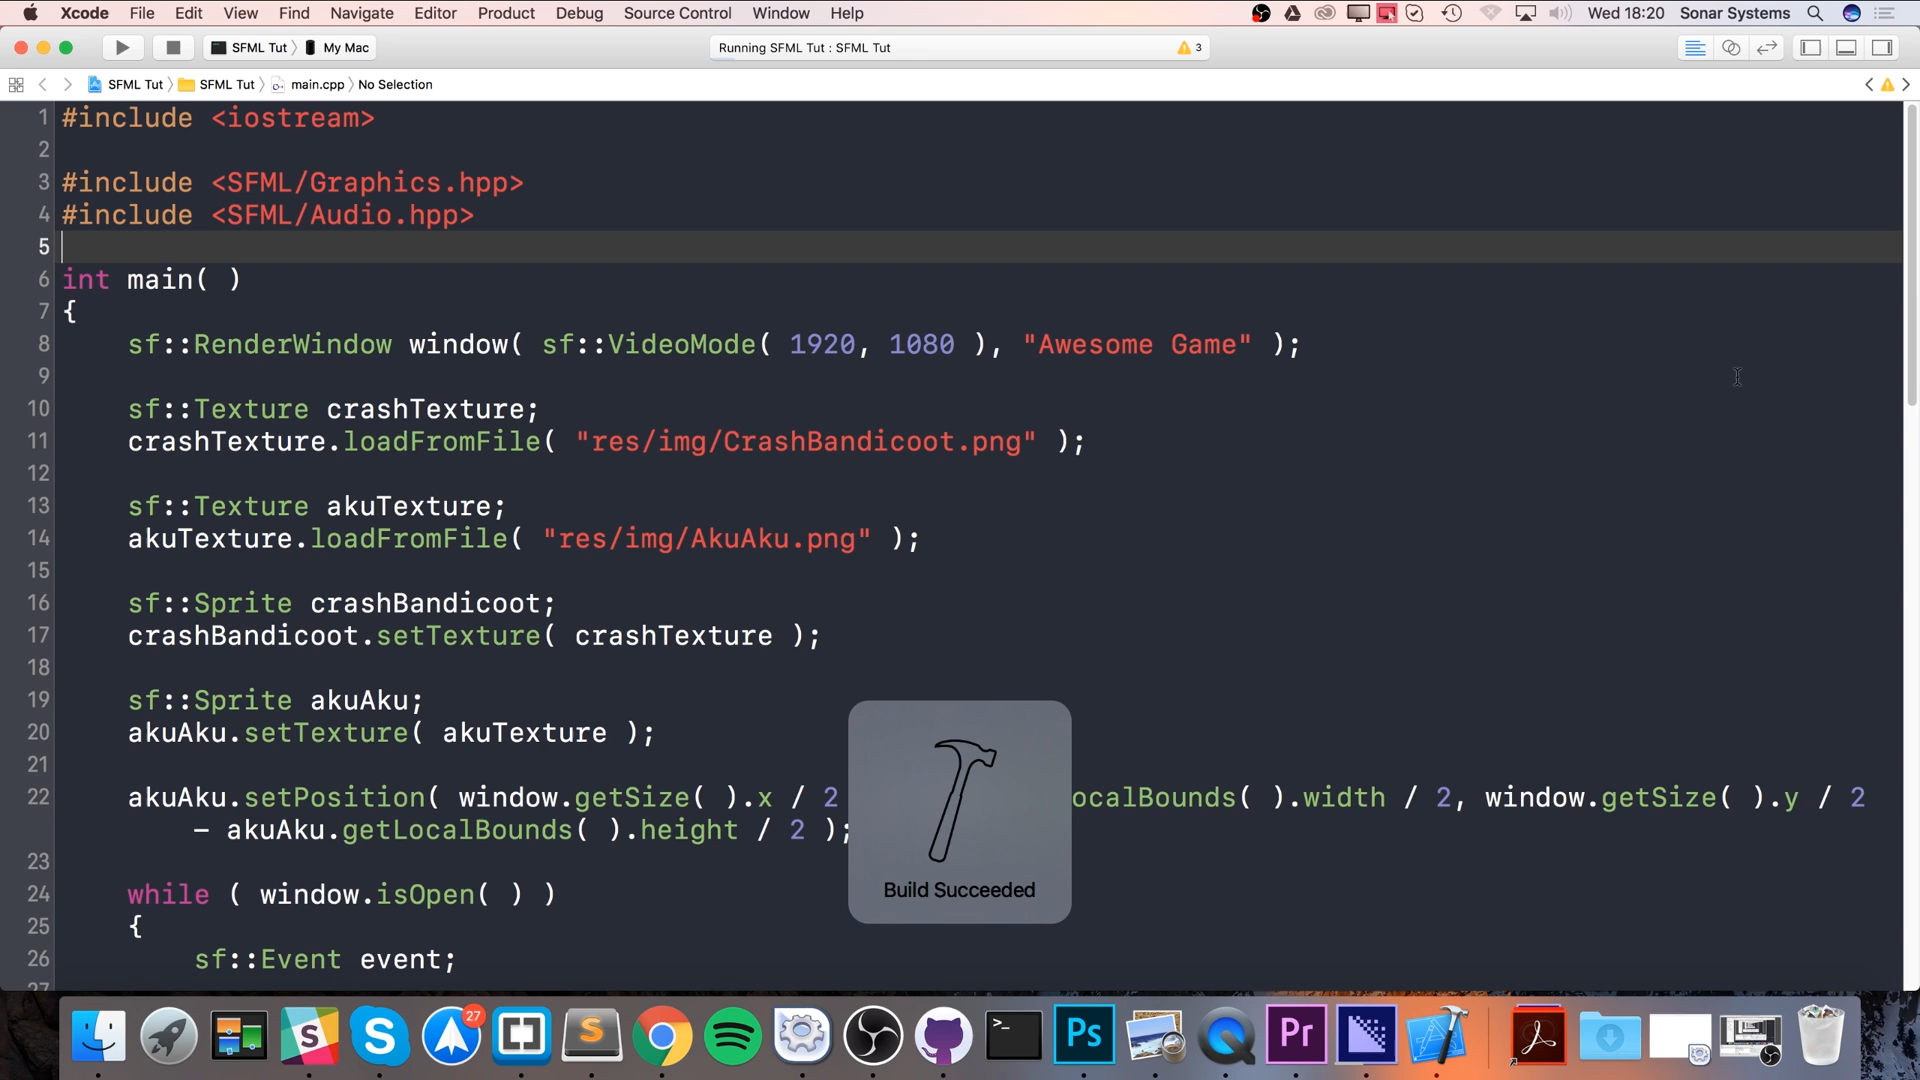 Xcode File Edit View Find Navigate Editor Product Debug Source Control Window Help Wed 18:20 Sonar Systems
SFML Tut My Mac Running SFML Tut : SFML Tut 3
SFML Tut SFML Tut main.cpp No Selection
1 #include <iostream>
2
3 #include <SFML/Graphics.hpp>
4 #include <SFML/Audio.hpp>
5
6 int main( )
7 {
8 sf::RenderWindow window( sf::VideoMode( 1920, 1080 ), "Awesome Game" );
9
10 sf::Texture crashTexture;
11 crashTexture.loadFromFile( "res/img/CrashBandicoot.png" );
12
13 sf::Texture akuTexture;
14 akuTexture.loadFromFile( "res/img/AkuAku.png" );
15
16 sf::Sprite crashBandicoot;
17 crashBandicoot.setTexture( crashTexture );
18
19 sf::Sprite akuAku;
20 akuAku.setTexture( akuTexture );
21
22 akuAku.setPosition( window.getSize( ).x / 2 ocalBounds( ).width / 2, window.getSize( ).y / 2
- akuAku.getLocalBounds( ).height / 2 );
23
24 while ( window.isOpen( ) )
25 {
26 sf::Event event;
27
Build Succeeded
27
Ps Pr